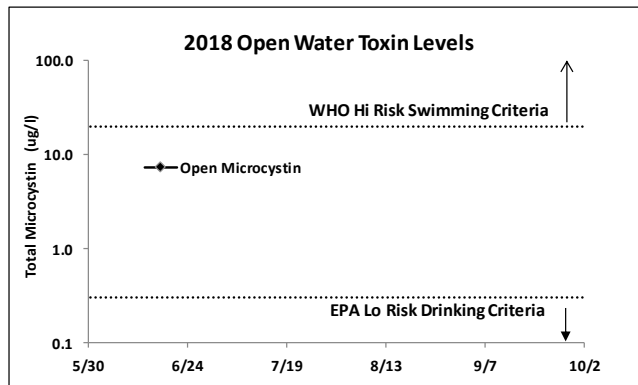 2018 Open Water Toxin Levels
100.0
WHO Hi Risk Swimming Criteria
10.0
Open Microcystin
Total Microcystin (ug/l)
1.0
EPA Lo Risk Drinking Criteria
0.1
5/30 6/24 7/19 8/13 9/7 10/2